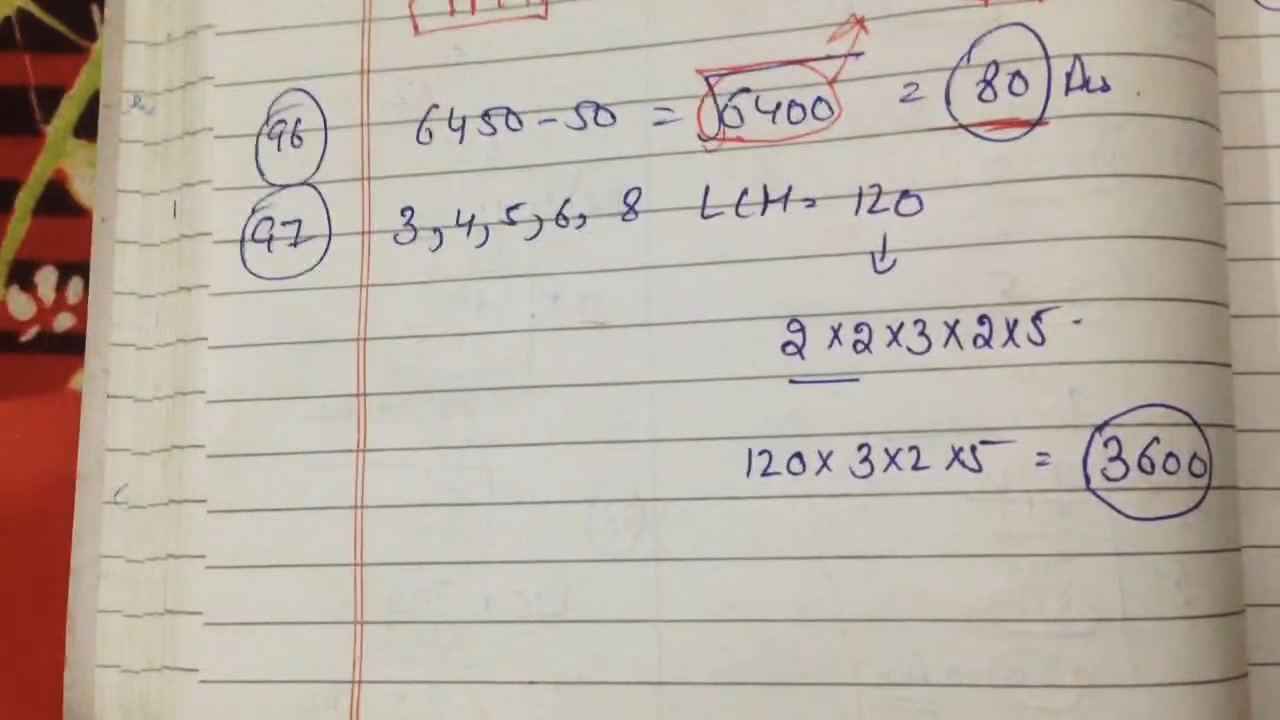 96 6450-50 = √6400 = 80 Ans.
97 3,4,5,6, 8 LCM= 120
↓
2×2×3×2×5
120×3×2×5 = 3600